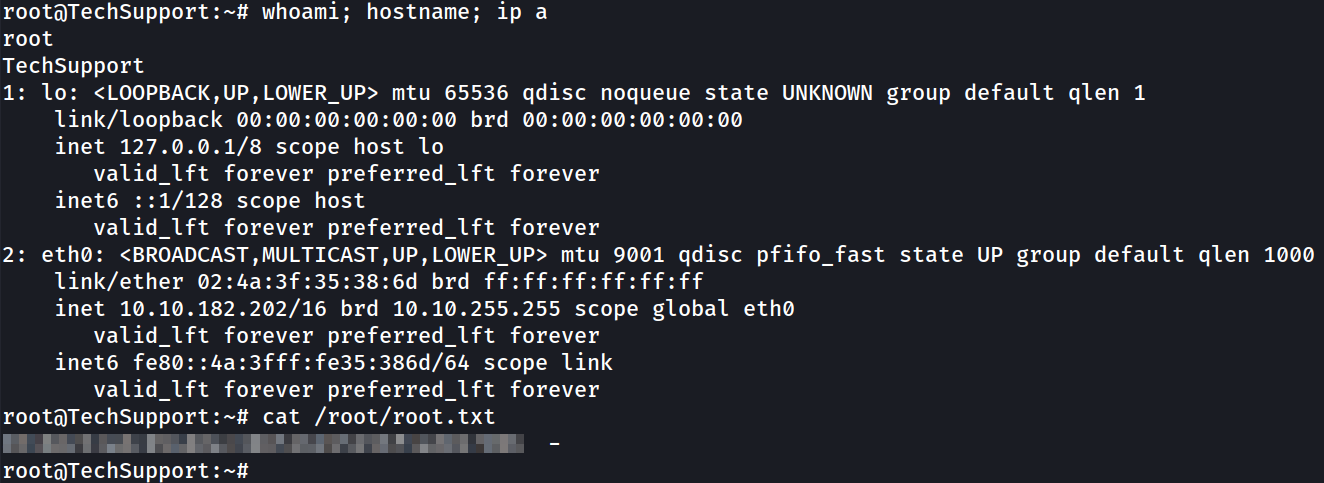 root@TechSupport:~# whoami; hostname; ip a
root
TechSupport
1: lo: <LOOPBACK,UP,LOWER_UP> mtu 65536 qdisc noqueue state UNKNOWN group default qlen 1
    link/loopback 00:00:00:00:00:00 brd 00:00:00:00:00:00
    inet 127.0.0.1/8 scope host lo
       valid_lft forever preferred_lft forever
    inet6 ::1/128 scope host
       valid_lft forever preferred_lft forever
2: eth0: <BROADCAST,MULTICAST,UP,LOWER_UP> mtu 9001 qdisc pfifo_fast state UP group default qlen 1000
    link/ether 02:4a:3f:35:38:6d brd ff:ff:ff:ff:ff:ff
    inet 10.10.182.202/16 brd 10.10.255.255 scope global eth0
       valid_lft forever preferred_lft forever
    inet6 fe80::4a:3fff:fe35:386d/64 scope link
       valid_lft forever preferred_lft forever
root@TechSupport:~# cat /root/root.txt
-
root@TechSupport:~#